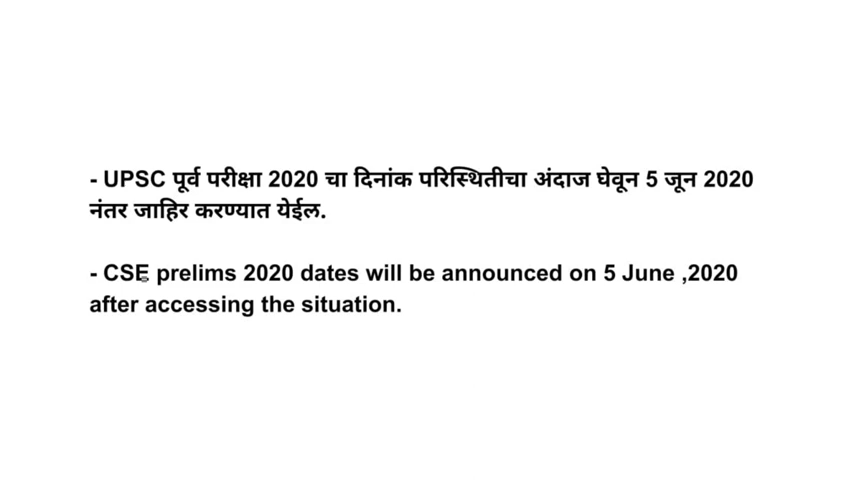 - UPSC पूर्व परीक्षा 2020 चा दिनांक परिस्थितीचा अंदाज घेवून 5 जून 2020
नंतर जाहिर करण्यात येईल.
- CSE prelims 2020 dates will be announced on 5 June ,2020
after accessing the situation.